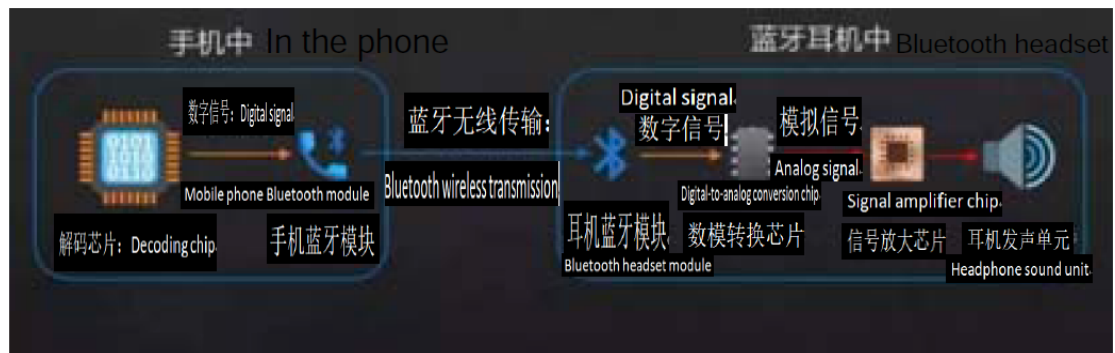 手机中 In the phone
蓝牙耳机中 Bluetooth headset
数字信号：Digital signal
Mobile phone Bluetooth module
解码芯片：Decoding chip
手机蓝牙模块
蓝牙无线传输：
Bluetooth wireless transmission
Digital signal
数字信号
模拟信号
Analog signal
Digital-to-analog conversion chip
Signal amplifier chip
耳机蓝牙模块
Bluetooth headset module
数模转换芯片
信号放大芯片
耳机发声单元
Headphone sound unit
0101
1010
0110